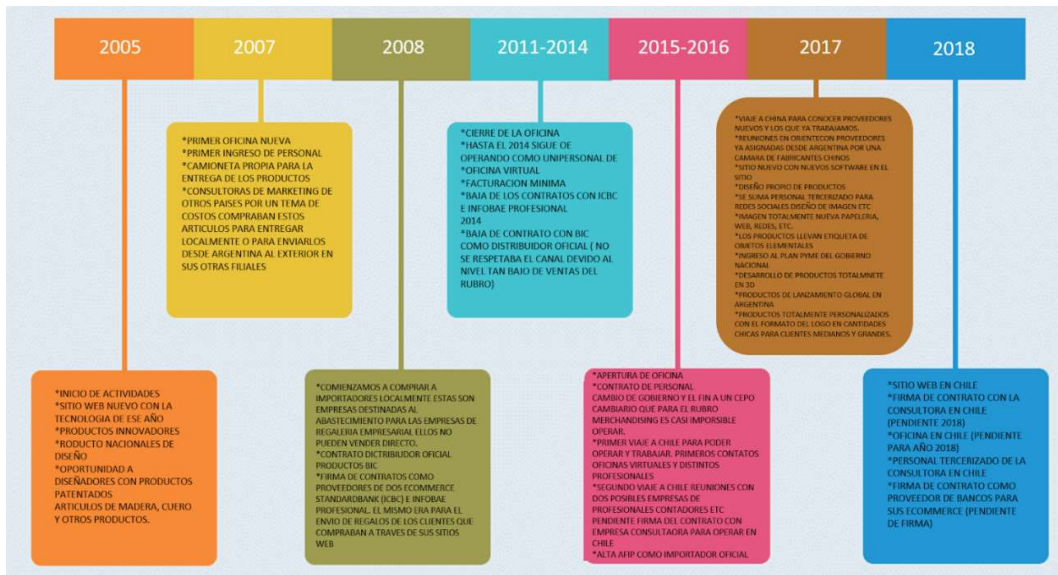 2005
2007
2008
2011-2014
2015-2016
2017
2018
*INICIO DE ACTIVIDADES
*SITIO WEB NUEVO CON LA
TECNOLOGIA DE ESE AÑO
*PRODUCTOS INNOVADORES
*RODUCTO NACIONALES DE
DISEÑO
*OPORTUNIDAD A
DISEÑADORES CON PRODUCTOS
PATENTADOS
ARTICULOS DE MADERA, CUERO
Y OTROS PRODUCTOS.
*PRIMER OFICINA NUEVA
*PRIMER INGRESO DE PERSONAL
*CAMIONETA PROPIA PARA LA
ENTREGA DE LOS PRODUCTOS
*CONSULTORAS DE MARKETING DE
OTROS PAISES POR UN TEMA DE
COSTOS COMPRABAN ESTOS
ARTICULOS PARA ENTREGAR
LOCALMENTE O PARA ENVIARLOS
DESDE ARGENTINA AL EXTERIOR EN
SUS OTRAS FILIALES
*COMIENZAMOS A COMPRAR A
IMPORTADORES LOCALMENTE ESTAS SON
EMPRESAS DESTINADAS AL
ABASTECIMIENTO PARA LAS EMPRESAS DE
REGALERIA EMPRESARIAL ELLOS NO
PUEDEN VENDER DIRECTO.
*CONTRATO DICTRIBUIDOR OFICIAL
PRODUCTOS BIC
*FIRMA DE CONTRATOS COMO
PROVEEDORES DE DOS ECOMMERCE
STANDARDBANK (ICBC) E INFOBAE
PROFESIONAL. EL MISMO ERA PARA EL
ENVIO DE REGALOS DE LOS CLIENTES QUE
COMPRABAN A TRAVES DE SUS SITIOS
WEB
*CIERRE DE LA OFICINA
*HASTA EL 2014 SIGUE OE
OPERANDO COMO UNIPERSONAL DE
*OFICINA VIRTUAL
*FACTURACION MINIMA
*BAJA DE LOS CONTRATOS CON ICBC
E INFOBAE PROFESIONAL
2014
*BAJA DE CONTRATO CON BIC
COMO DISTRIBUIDOR OFICIAL ( NO
SE RESPETABA EL CANAL DEVIDO AL
NIVEL TAN BAJO DE VENTAS DEL
RUBRO)
*APERTURA DE OFICINA
*CONTRATO DE PERSONAL
CAMBIO DE GOBIERNO Y EL FIN A UN CEPO
CAMBIARIO QUE PARA EL RUBRO
MERCHANDISING ES CASI IMPORSIBLE
OPERAR.
*PRIMER VIAJE A CHILE PARA PODER
OPERAR Y TRABAJAR. PRIMEROS CONTATOS
OFICINAS VIRTUALES Y DISTINTOS
PROFESIONALES
*SEGUNDO VIAJE A CHILE REUNIONES CON
DOS POSIBLES EMPRESAS DE
PROFESIONALES CONTADORES ETC
PENDIENTE FIRMA DEL CONTRATO CON
EMPRESA CONSULTAORA PARA OPERAR EN
CHILE
*ALTA AFIP COMO IMPORTADOR OFICIAL
*VIAJE A CHINA PARA CONOCER PROVEEDORES
NUEVOS Y LOS QUE YA TRABAJAMOS.
*REUNIONES EN ORIENTECON PROVEEDORES
YA ASIGNADAS DESDE ARGENTINA POR UNA
CAMARA DE FABRICANTES CHINOS
*SITIO NUEVO CON NUEVOS SOFTWARE EN EL
SITIO
*DISEÑO PROPIO DE PRODUCTOS
*SE SUMA PERSONAL TERCERIZADO PARA
REDES SOCIALES DISEÑO DE IMAGEN ETC
*IMAGEN TOTALMENTE NUEVA PAPELERIA,
WEB, REDES, ETC.
*LOS PRODUCTOS LLEVAN ETIQUETA DE
OBJETOS ELEMENTALES
*INGRESO AL PLAN PYME DEL GOBIERNO
NACIONAL
*DESARROLLO DE PRODUCTOS TOTALMNETE
EN 3D
*PRODUCTOS DE LANZAMIENTO GLOBAL EN
ARGENTINA
*PRODUCTOS TOTALMENTE PERSONALIZADOS
CON EL FORMATO DEL LOGO EN CANTIDADES
CHICAS PARA CLIENTES MEDIANOS Y GRANDES.
*SITIO WEB EN CHILE
*FIRMA DE CONTRATO CON LA
CONSULTORA EN CHILE
(PENDIENTE 2018)
*OFICINA EN CHILE (PENDIENTE
PARA AÑO 2018)
*PERSONAL TERCERIZADO DE LA
CONSULTORA EN CHILE
*FIRMA DE CONTRATO COMO
PROVEEDOR DE BANCOS PARA
SUS ECOMMERCE (PENDIENTE
DE FIRMA)